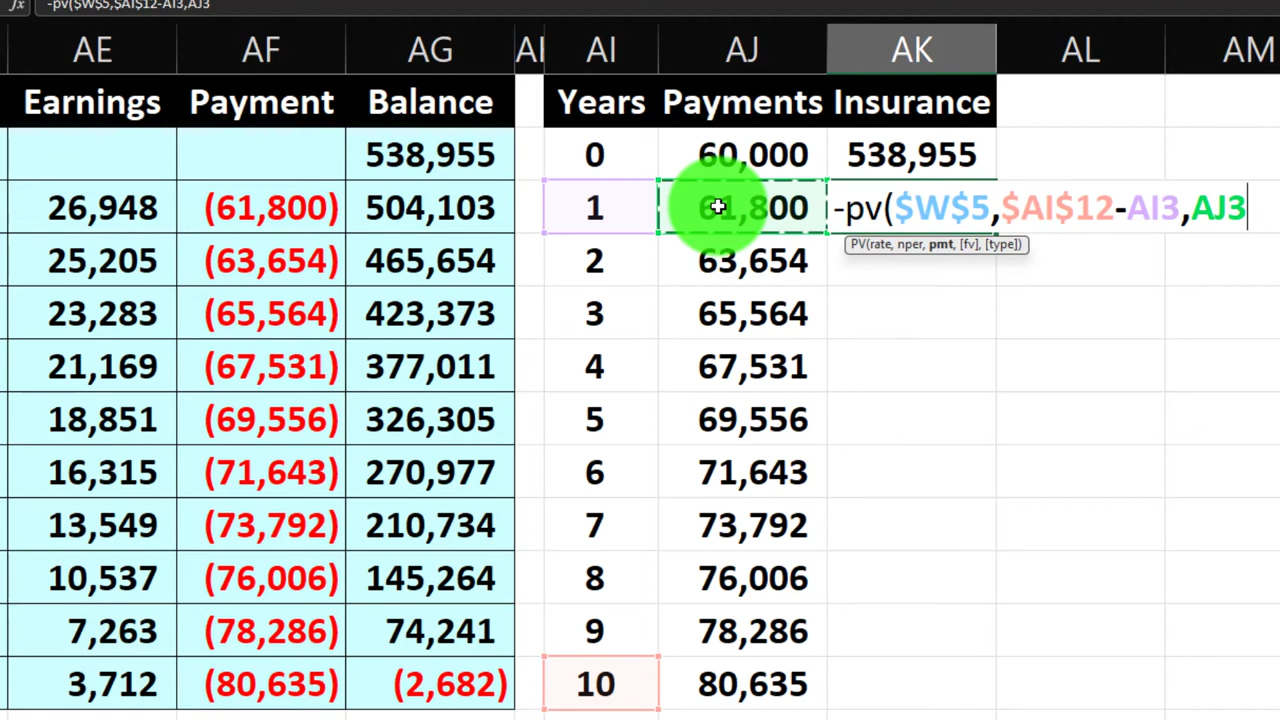 fx -pv($W$5,$AI$12-AI3,AJ3
AE AF AG AI AJ AK AL AM
Earnings Payment Balance Years Payments Insurance
538,955 0 60,000 538,955
26,948 (61,800) 504,103 1 61,800 -pv($W$5,$AI$12-AI3,AJ3
PV(rate, nper, pmt, [fv], [type])
25,205 (63,654) 465,654 2 63,654
23,283 (65,564) 423,373 3 65,564
21,169 (67,531) 377,011 4 67,531
18,851 (69,556) 326,305 5 69,556
16,315 (71,643) 270,977 6 71,643
13,549 (73,792) 210,734 7 73,792
10,537 (76,006) 145,264 8 76,006
7,263 (78,286) 74,241 9 78,286
3,712 (80,635) (2,682) 10 80,635